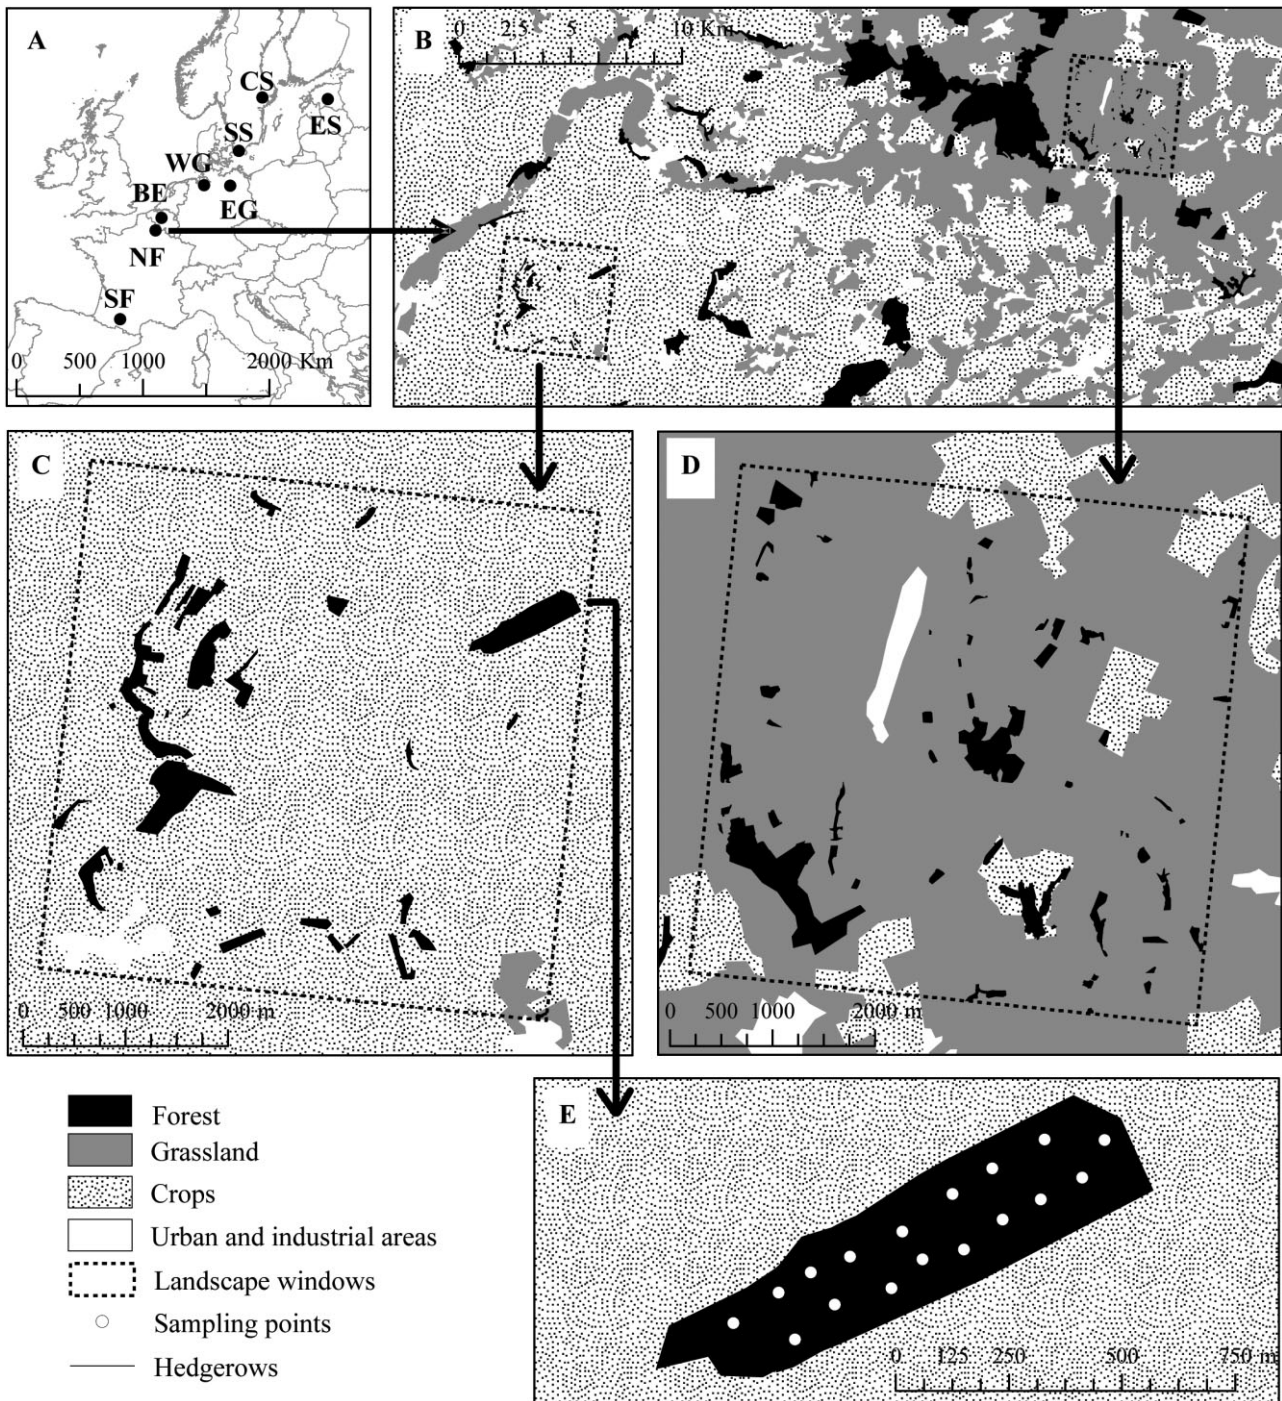 A
CS
ES
SS
WG
BE
EG
NF
SF
0 500 1000 2000 Km
B
0 2.5 5 10 Km
C
0 500 1000 2000 m
D
0 500 1000 2000 m
Forest
Grassland
Crops
Urban and industrial areas
Landscape windows
Sampling points
Hedgerows
E
0 125 250 500 750 m